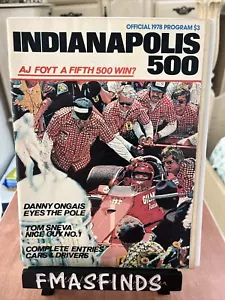 OFFICIAL 1978 PROGRAM $3
INDIANAPOLIS
500
AJ FOYT A FIFTH 500 WIN?
DANNY ONGAIS
EYES THE POLE
TOM SNEVA
NICE GUY NO.1
COMPLETE ENTRIES
CARS & DRIVERS
FMASFINDS